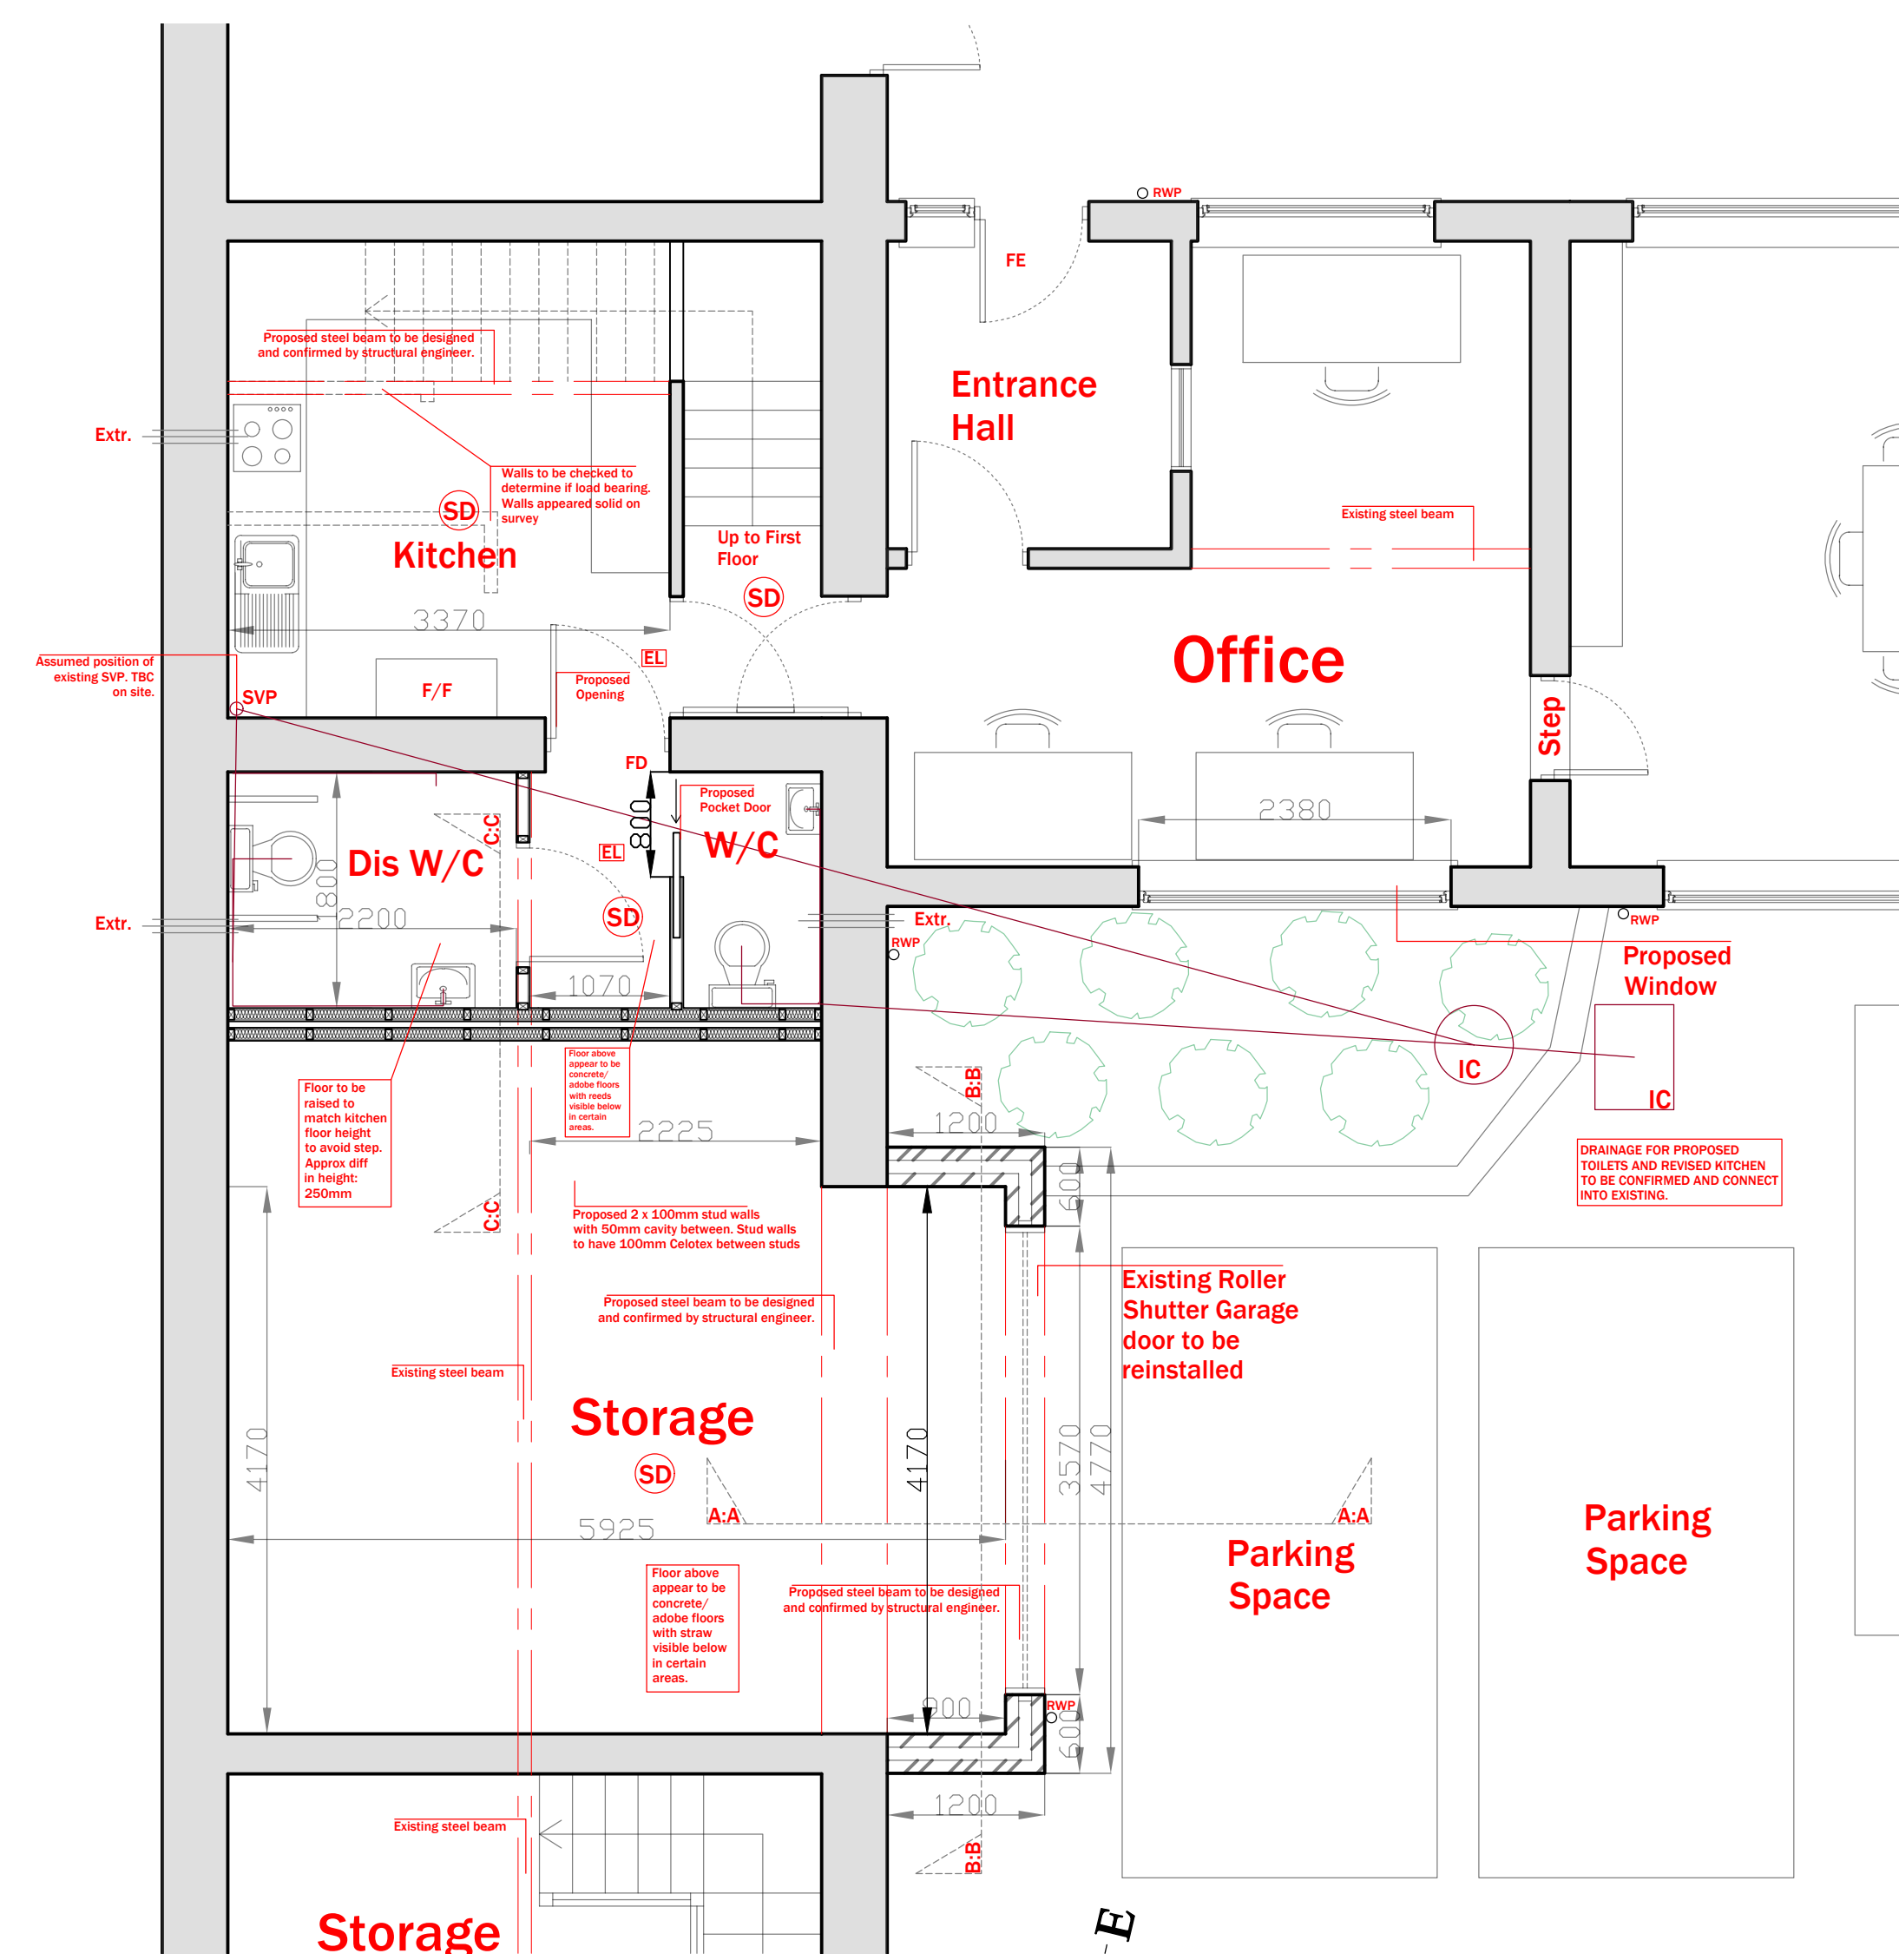 RWP
FE
Proposed steel beam to be designed
and confirmed by structural engineer.
Entrance
Hall
Extr.
Walls to be checked to
determine if load bearing.
Walls appeared solid on
survey
SD
Kitchen
Existing steel beam
Up to First
Floor
SD
3370
Office
EL
Assumed position of
existing SVP. TBC
on site.
SVP
F/F
Proposed
Opening
Step
FD
Proposed
Pocket Door
800
W/C
2380
C:C
Dis W/C
EL
1800
2200
SD
Extr.
Extr.
RWP
RWP
Proposed
Window
1070
IC
IC
Floor to be
raised to
match kitchen
floor height
to avoid step.
Approx diff
in height:
250mm
Floor above
appear to be
concrete/
adobe floors
with reeds
visible below
in certain
areas.
B:B
1200
2225
600
DRAINAGE FOR PROPOSED
TOILETS AND REVISED KITCHEN
TO BE CONFIRMED AND CONNECT
INTO EXISTING.
C:C
Proposed 2 x 100mm stud walls
with 50mm cavity between. Stud walls
to have 100mm Celotex between studs
Proposed steel beam to be designed
and confirmed by structural engineer.
Existing Roller
Shutter Garage
door to be
reinstalled
Existing steel beam
Storage
SD
4170
4170
3570
4770
A:A
A:A
5925
Parking
Space
Parking
Space
Floor above
appear to be
concrete/
adobe floors
with straw
visible below
in certain
areas.
Proposed steel beam to be designed
and confirmed by structural engineer.
900
RWP
600
1200
Existing steel beam
B:B
Storage
E